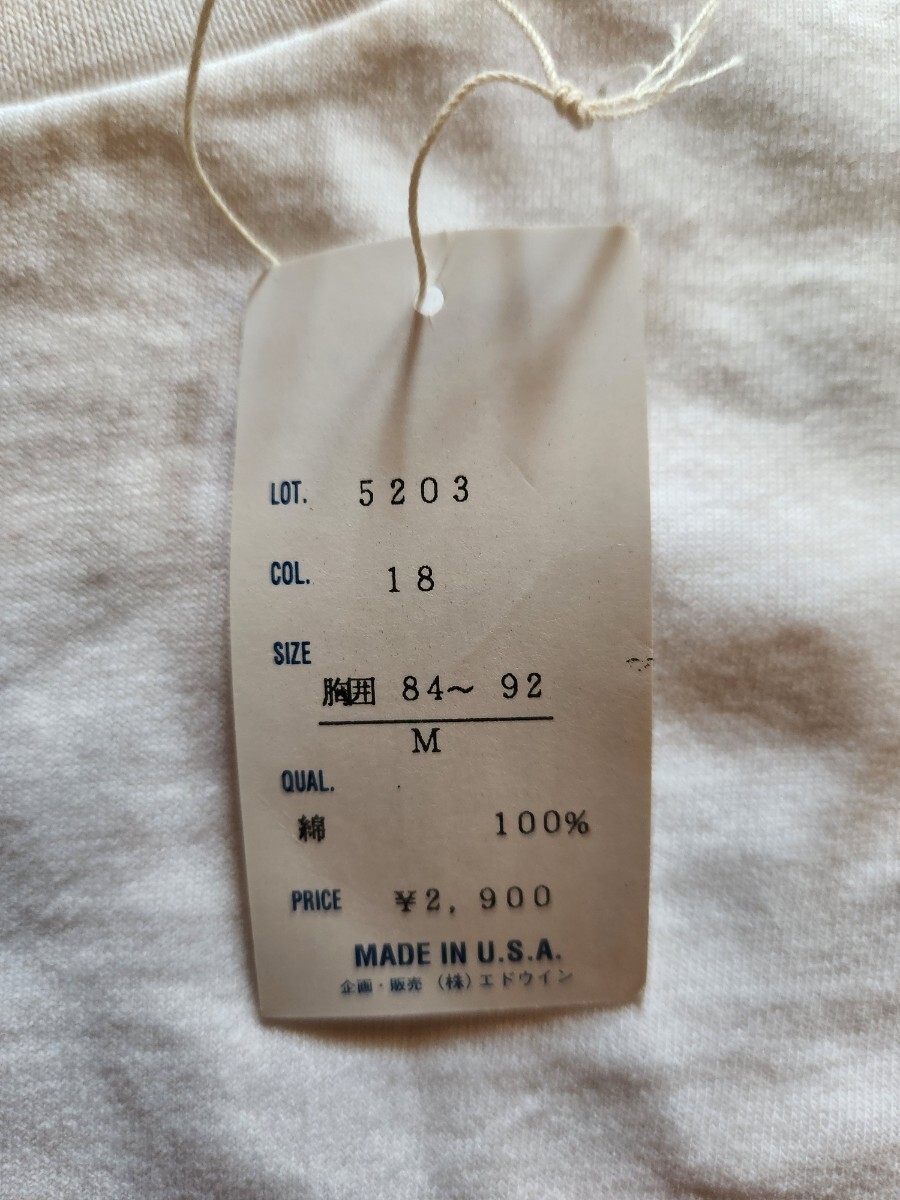 LOT. 5203
COL. 18
SIZE
胸囲 84～ 92
M
QUAL.
綿 100%
PRICE ¥2,900
MADE IN U.S.A.
企画・販売 (株)エドウイン